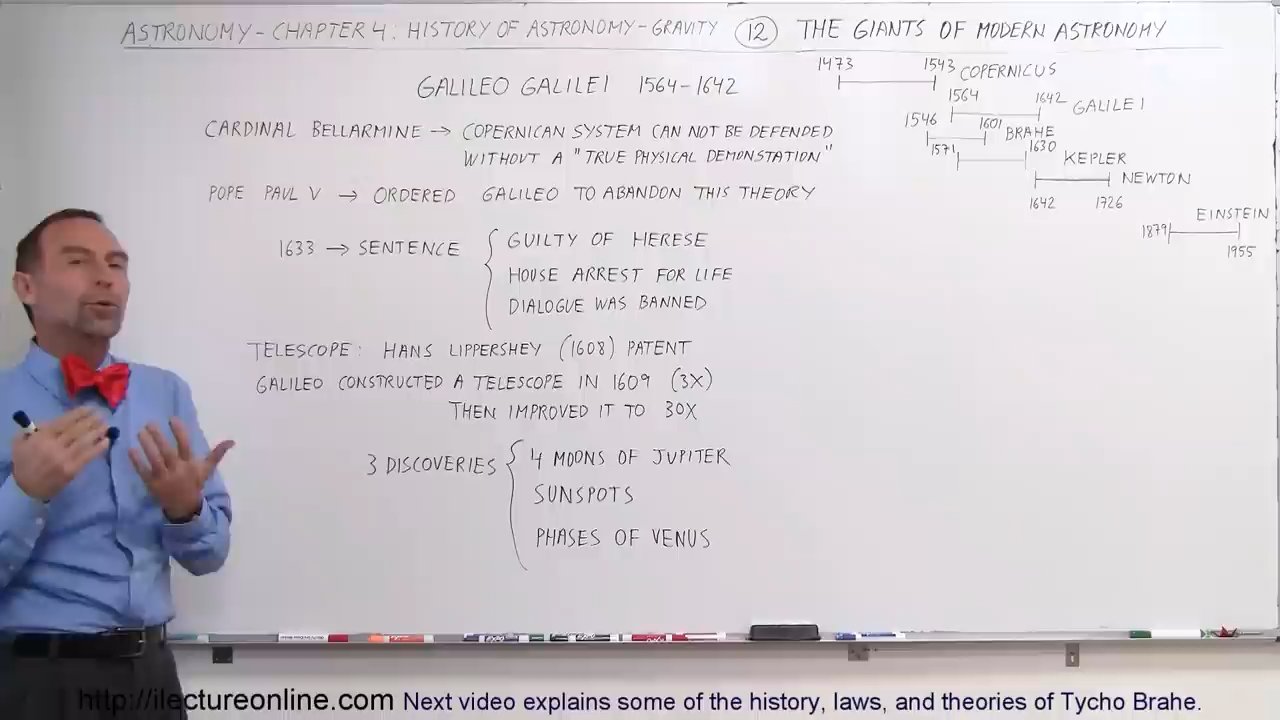 ASTRONOMY - CHAPTER 4: HISTORY OF ASTRONOMY - GRAVITY 12 THE GIANTS OF MODERN ASTRONOMY
GALILEO GALILEI 1564-1642
CARDINAL BELLARMINE → COPERNICAN SYSTEM CAN NOT BE DEFENDED
WITHOUT A "TRUE PHYSICAL DEMONSTATION"
POPE PAUL V → ORDERED GALILEO TO ABANDON THIS THEORY
1633 → SENTENCE
GUILTY OF HERESE
HOUSE ARREST FOR LIFE
DIALOGUE WAS BANNED
TELESCOPE: HANS LIPPERSHEY (1608) PATENT
GALILEO CONSTRUCTED A TELESCOPE IN 1609 (3X)
THEN IMPROVED IT TO 30X
3 DISCOVERIES
4 MOONS OF JUPITER
SUNSPOTS
PHASES OF VENUS
1473 1543 COPERNICUS
1564 1642 GALILEI
1546 1601 BRAHE
1571 1630 KEPLER
NEWTON
1642 1726
EINSTEIN
1879
1955
http://ilectureonline.com Next video explains some of the history, laws, and theories of Tycho Brahe.